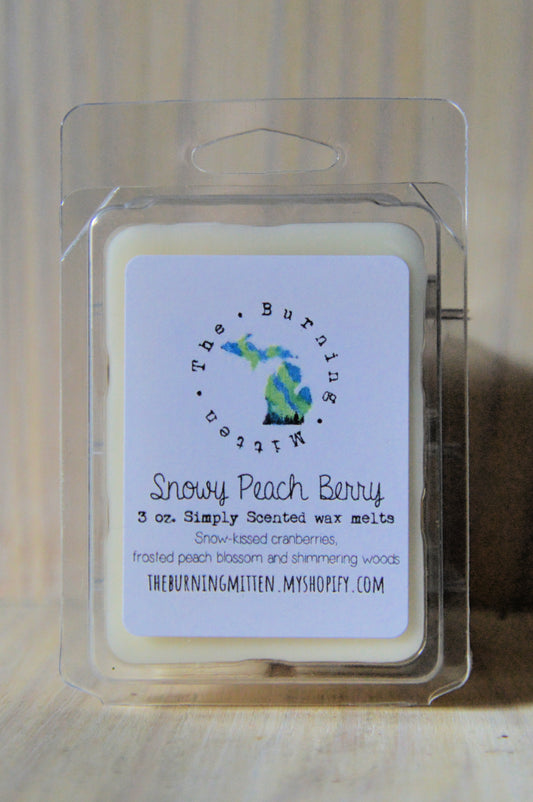 • The • Burning • Mitten
Snowy Peach Berry
3 oz. Simply Scented wax melts
Snow-kissed cranberries,
frosted peach blossom and shimmering woods
THEBURNINGMITTEN.MYSHOPIFY.COM